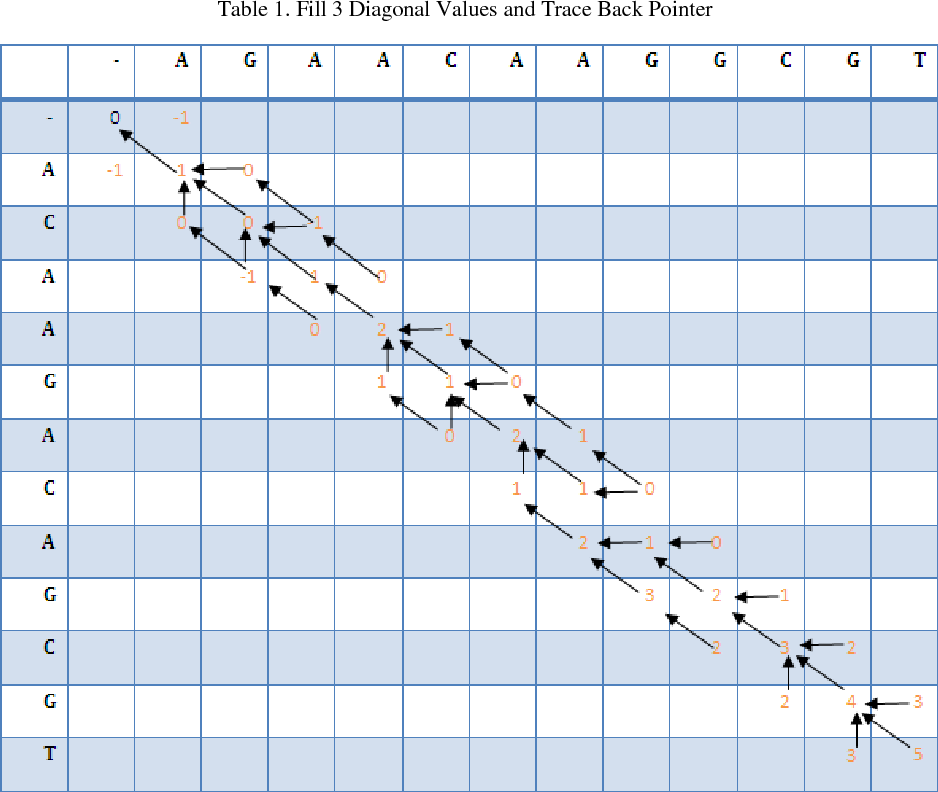 Table 1. Fill 3 Diagonal Values and Trace Back Pointer
- A G A A C A A G G C G T
- 0 -1
A -1 1 0
C 0 0 1
A -1 1 0
A 0 2 1
G 1 1 0
A 0 2 1
C 1 1 0
A 2 1 0
G 3 2 1
C 2 3 2
G 2 4 3
T 3 5